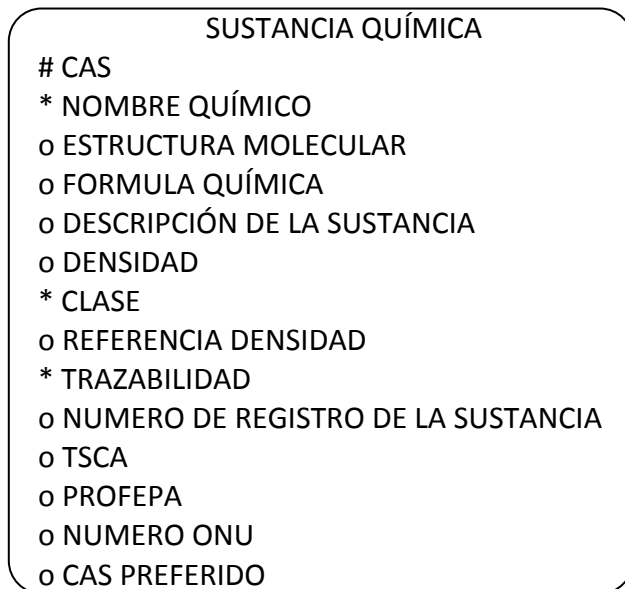 SUSTANCIA QUÍMICA
# CAS
* NOMBRE QUÍMICO
o ESTRUCTURA MOLECULAR
o FORMULA QUÍMICA
o DESCRIPCIÓN DE LA SUSTANCIA
o DENSIDAD
* CLASE
o REFERENCIA DENSIDAD
* TRAZABILIDAD
o NUMERO DE REGISTRO DE LA SUSTANCIA
o TSCA
o PROFEPA
o NUMERO ONU
o CAS PREFERIDO